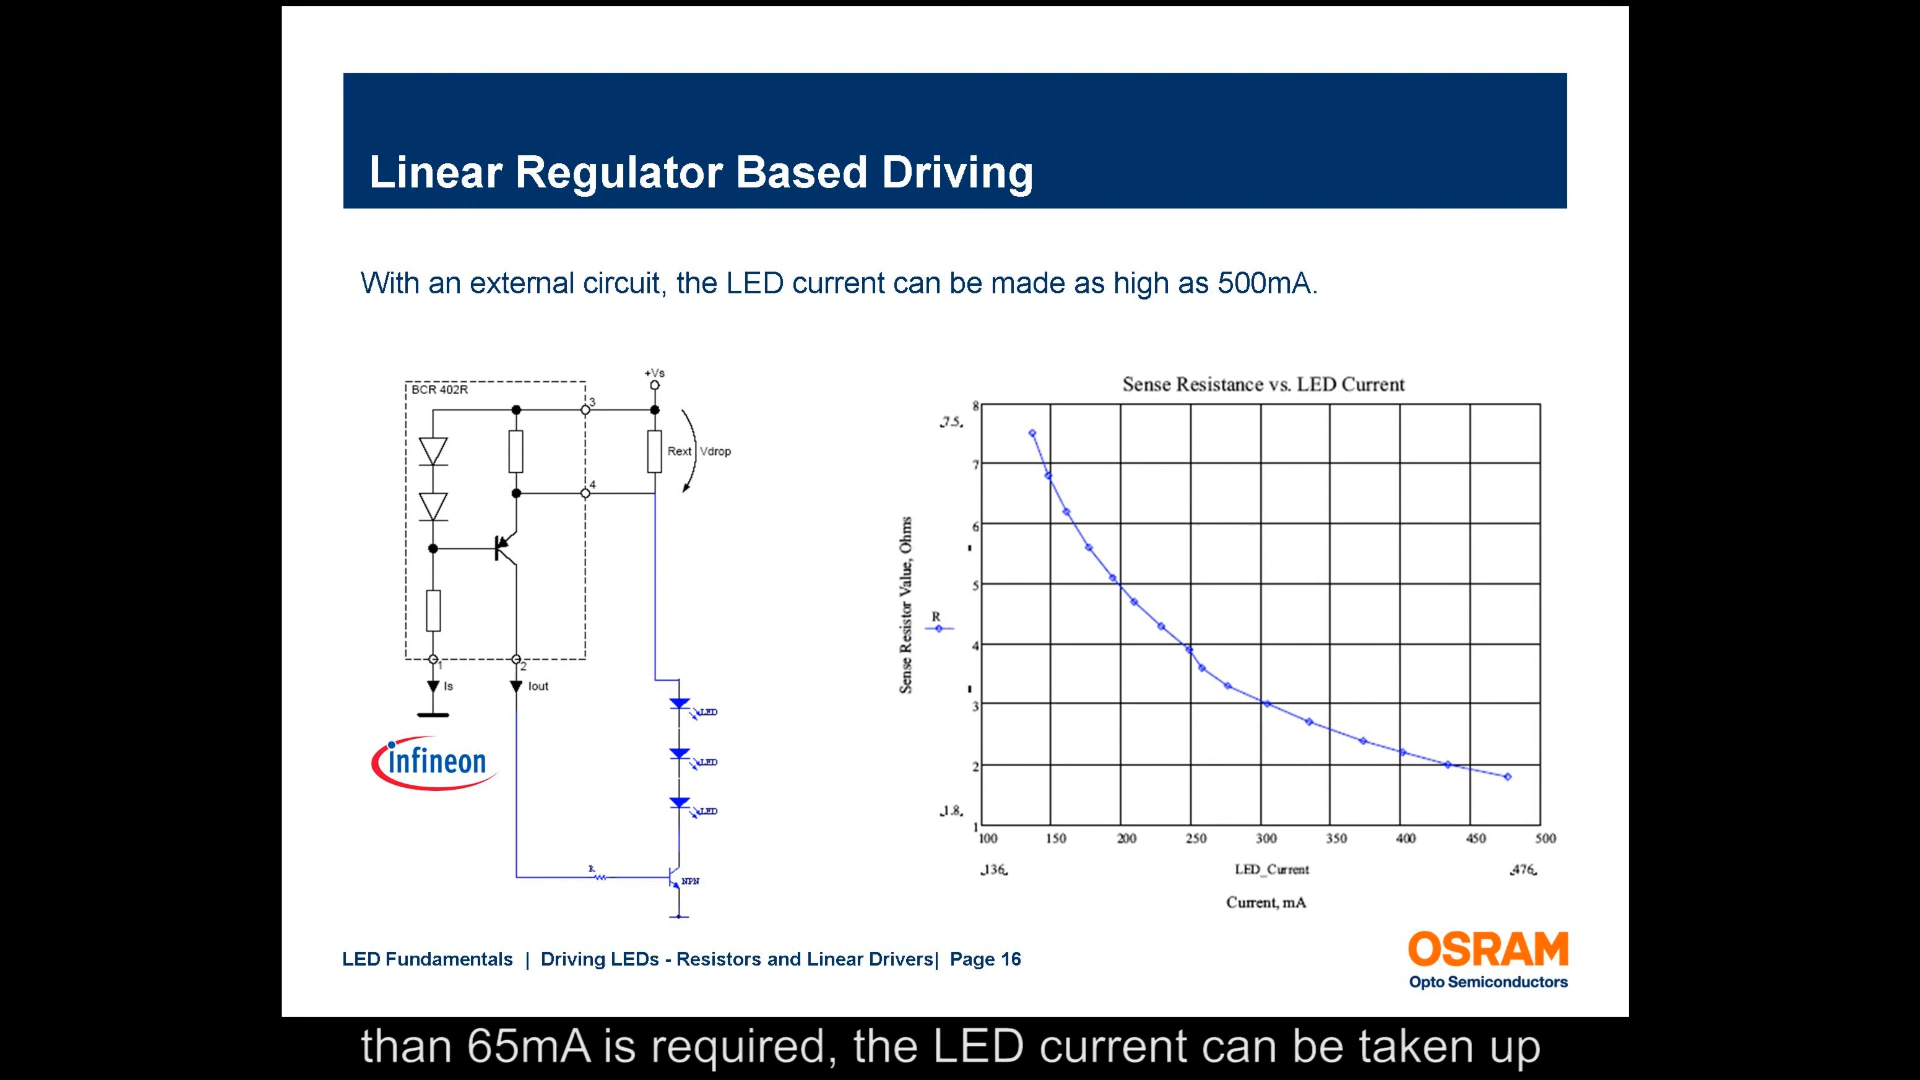 Linear Regulator Based Driving
With an external circuit, the LED current can be made as high as 500mA.
+Vs
BCR 402R
3
Rext
Vdrop
4
1
2
Is
Iout
LED
LED
LED
R
NPN
infineon
Sense Resistance vs. LED Current
Sense Resistor Value, Ohms
7.5
R
1.8
8
7
6
5
4
3
2
1
100 150 200 250 300 350 400 450 500
136 LED_Current 476
Current, mA
LED Fundamentals | Driving LEDs - Resistors and Linear Drivers| Page 16
OSRAM
Opto Semiconductors
than 65mA is required, the LED current can be taken up